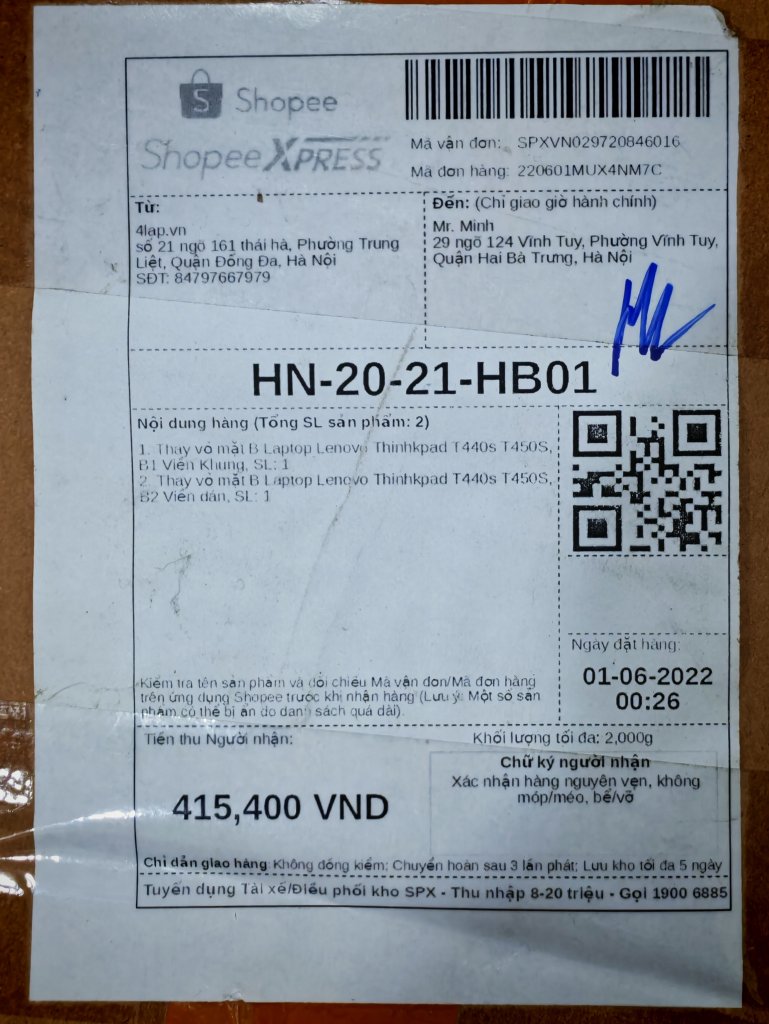 S Shopee
Shopee XPRESS
Mã vận đơn: SPXVN029720846016
Mã đơn hàng: 220601MUX4NM7C
Từ:
4lap.vn
số 21 ngõ 161 thái hà, Phường Trung
Liệt, Quận Đống Đa, Hà Nội
SĐT: 84797667979
Đến: (Chỉ giao giờ hành chính)
Mr. Minh
29 ngõ 124 Vĩnh Tuy, Phường Vĩnh Tuy,
Quận Hai Bà Trưng, Hà Nội
HN-20-21-HB01
Nội dung hàng (Tổng SL sản phẩm: 2)
1. Thay vỏ mặt B Laptop Lenovo Thinhkpad T440s T450S,
B1 Viền Khung, SL: 1
2. Thay vỏ mặt B Laptop Lenovo Thinhkpad T440s T450S,
B2 Viền dán, SL: 1
Ngày đặt hàng:
01-06-2022
00:26
Kiểm tra tên sản phẩm và đối chiếu Mã vận đơn/Mã đơn hàng
trên ứng dụng Shopee trước khi nhận hàng (Lưu ý: Một số sản
phẩm có thể bị ẩn do danh sách quá dài).
Tiền thu Người nhận:
415,400 VND
Khối lượng tối đa: 2,000g
Chữ ký người nhận
Xác nhận hàng nguyên vẹn, không
móp/méo, bể/vỡ
Chỉ dẫn giao hàng: Không đồng kiểm; Chuyển hoàn sau 3 lần phát; Lưu kho tối đa 5 ngày
Tuyển dụng Tài xế/Điều phối kho SPX - Thu nhập 8-20 triệu - Gọi 1900 6885